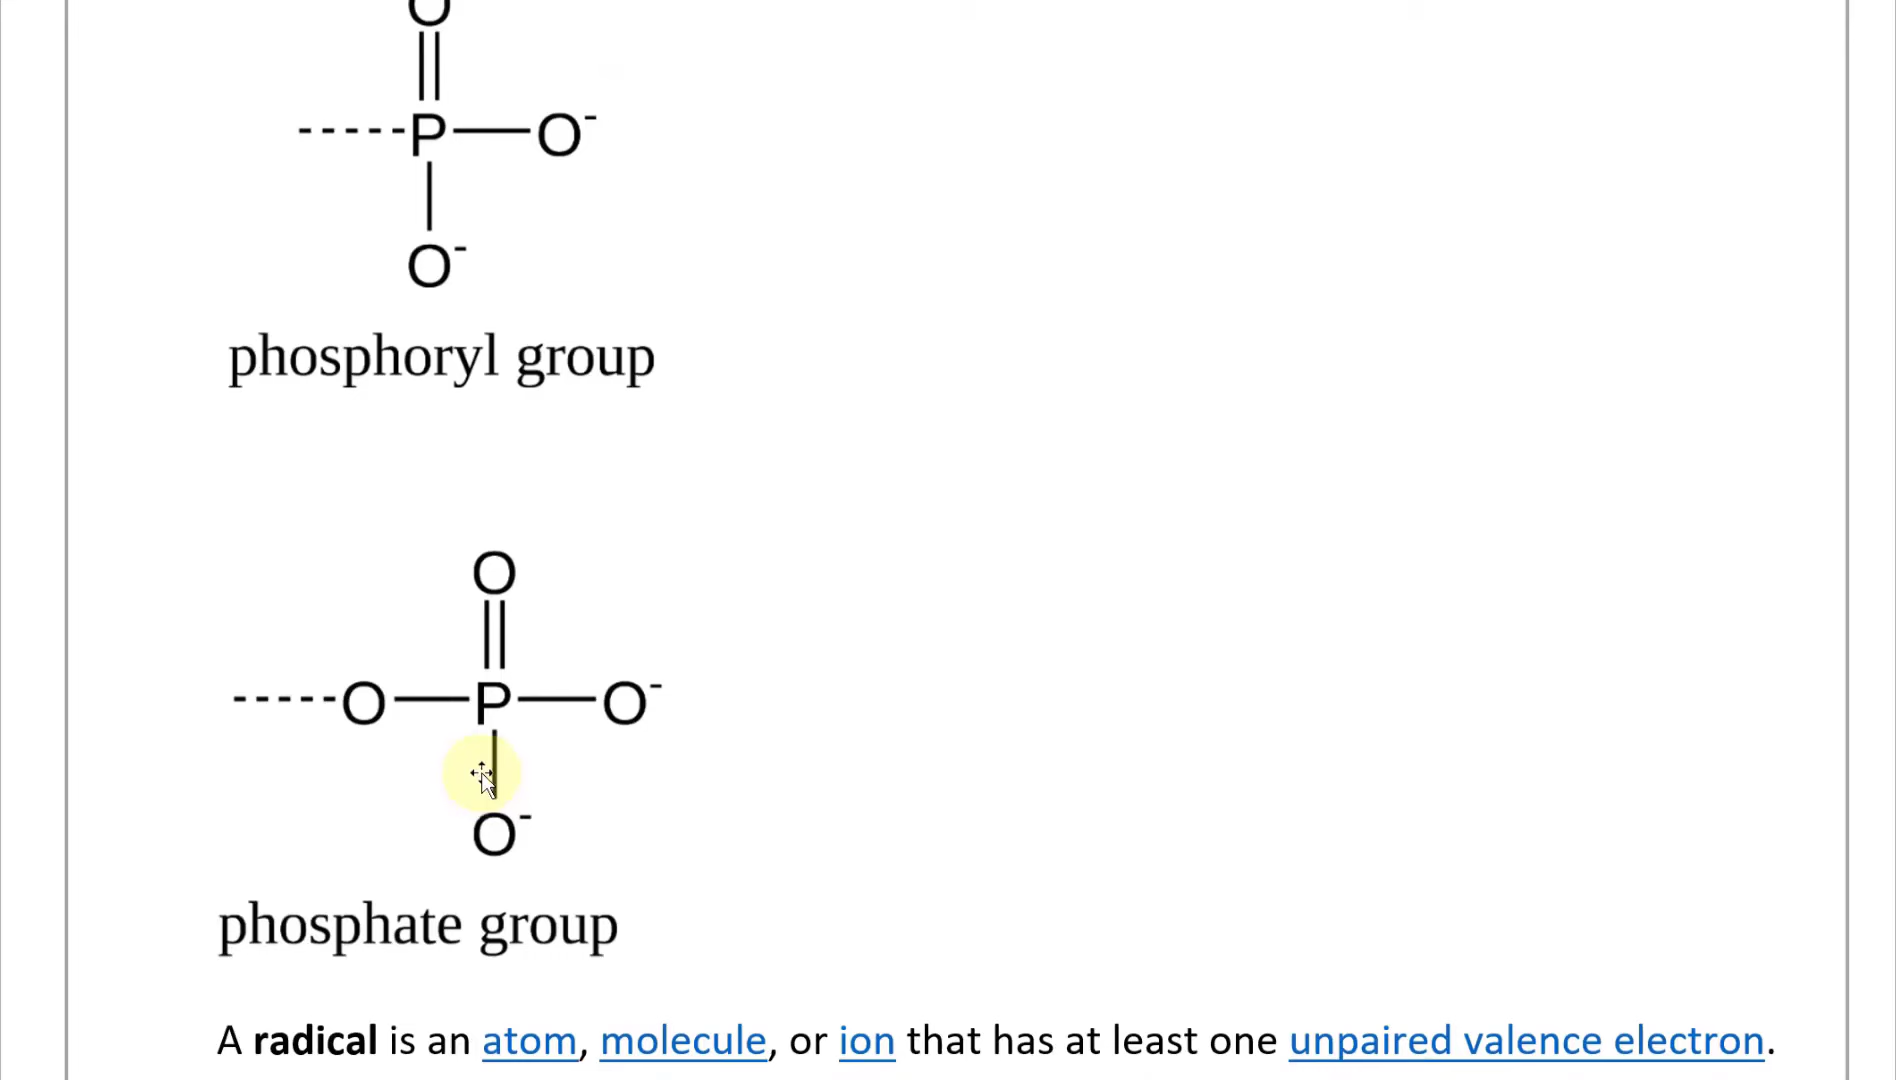 O
P O-
O-
phosphoryl group
O
O P O-
O-
phosphate group
A radical is an atom, molecule, or ion that has at least one unpaired valence electron.